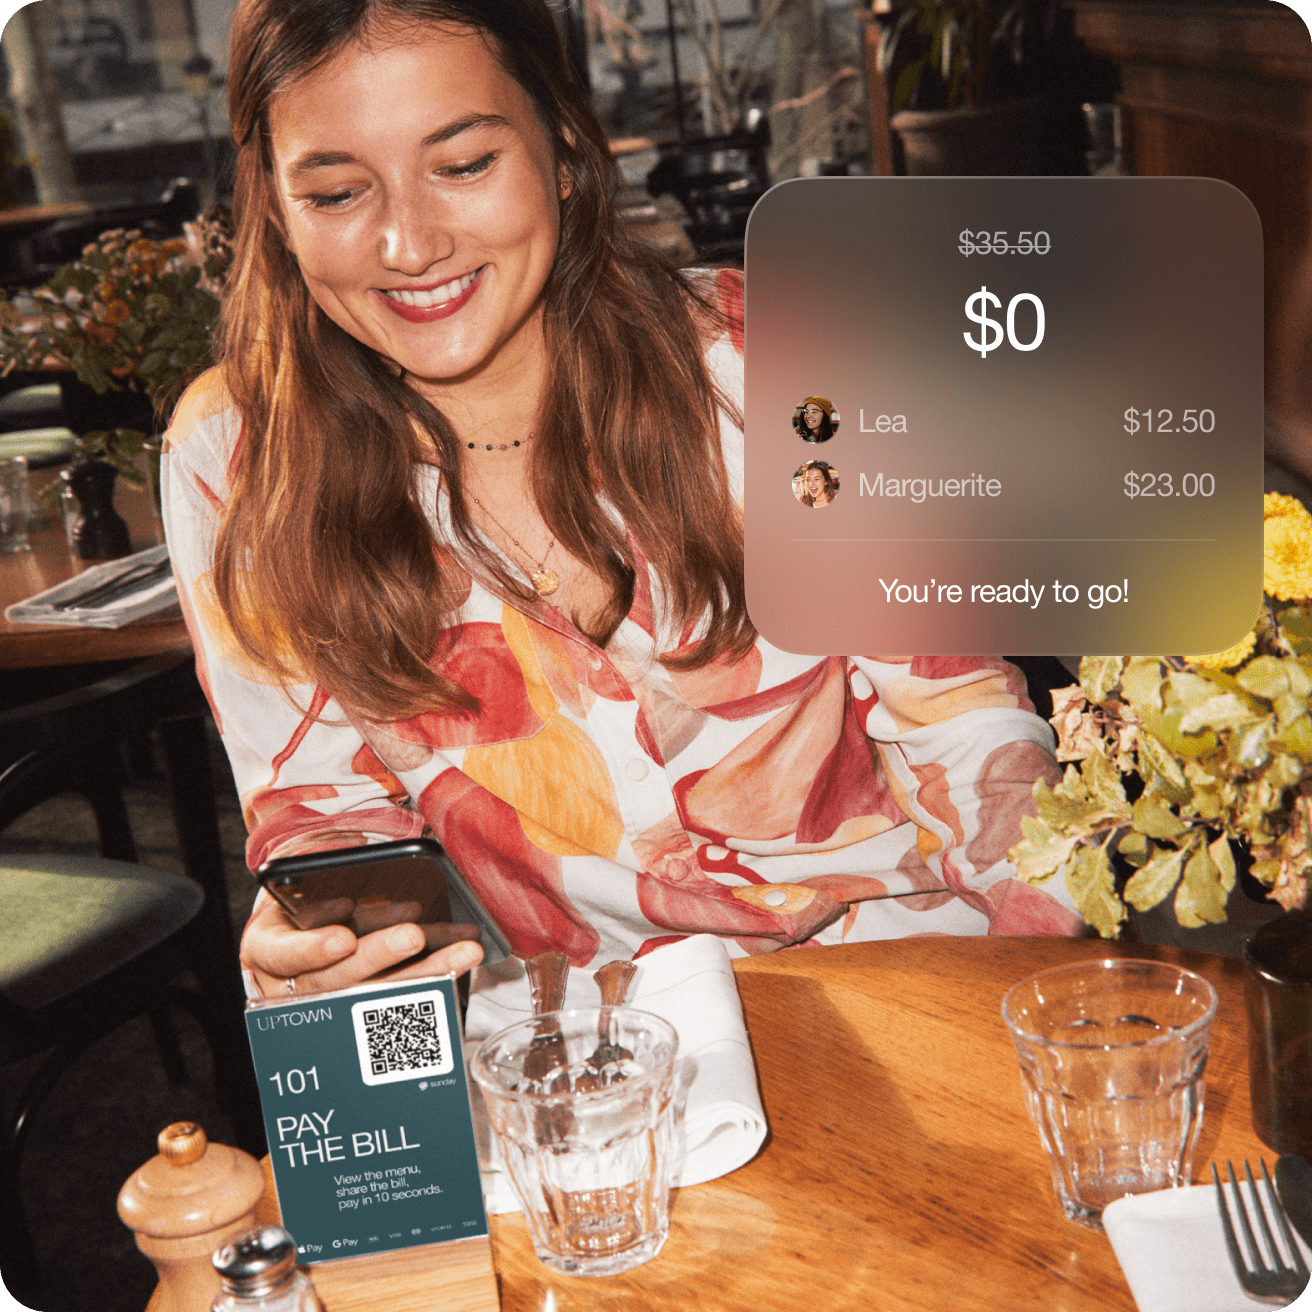 $35.50
$0
Lea $12.50
Marguerite $23.00
You're ready to go!
UPTOWN
101
sunday
PAY
THE BILL
View the menu,
share the bill,
pay in 10 seconds.
Pay G Pay VISA